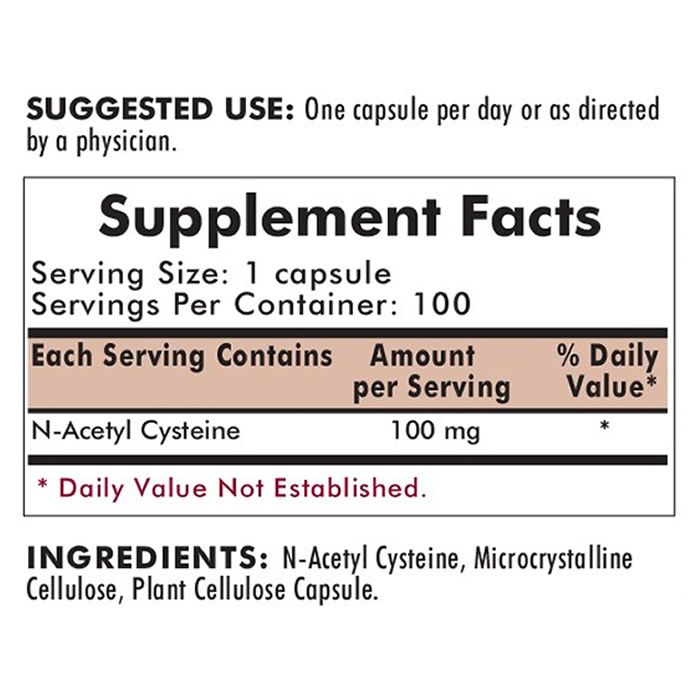 SUGGESTED USE: One capsule per day or as directed
by a physician.
Supplement Facts
Serving Size: 1 capsule
Servings Per Container: 100
Each Serving Contains Amount per Serving % Daily Value*
N-Acetyl Cysteine 100 mg *
* Daily Value Not Established.
INGREDIENTS: N-Acetyl Cysteine, Microcrystalline
Cellulose, Plant Cellulose Capsule.